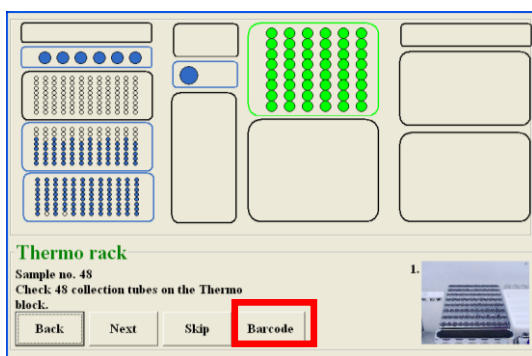 Thermo rack
Sample no. 48
Check 48 collection tubes on the Thermo
block.
1.
Back Next Skip Barcode